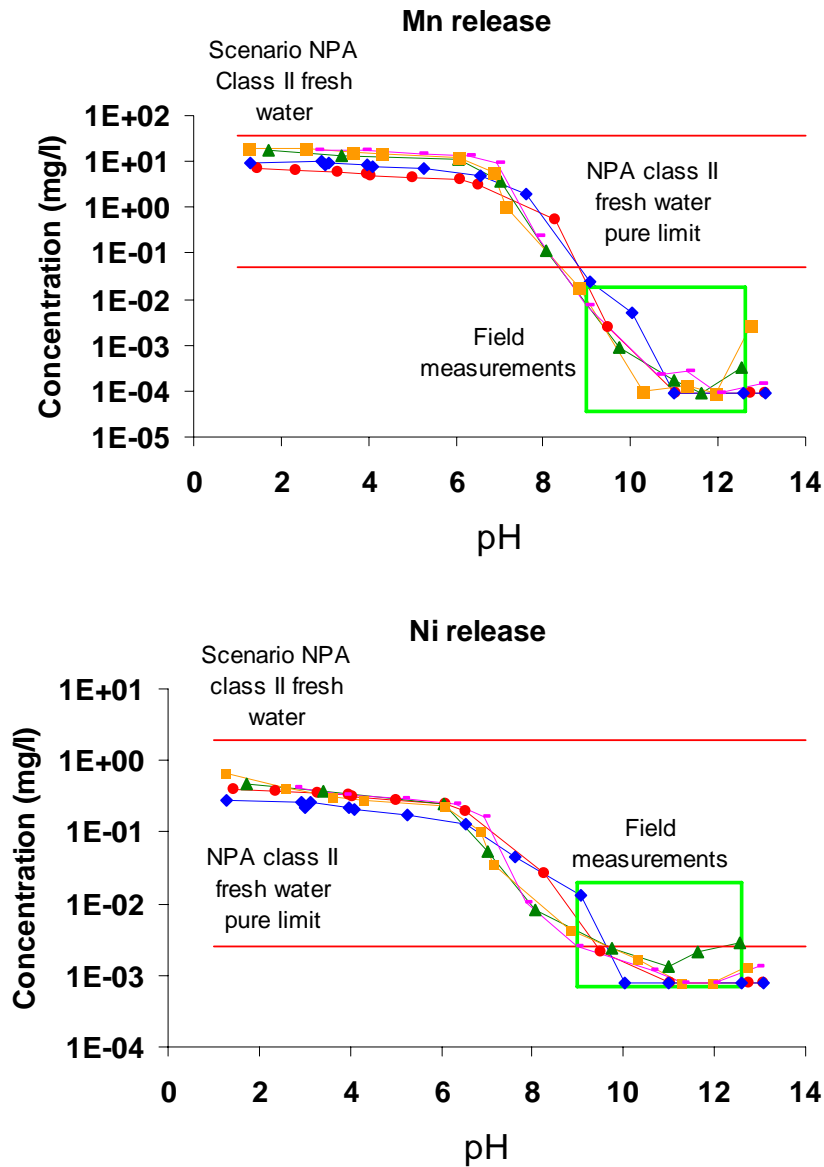 Mn release
Scenario NPA
Class II fresh
water
1E+02
1E+01
1E+00
1E-01
1E-02
1E-03
1E-04
1E-05
Concentration (mg/l)
NPA class II
fresh water
pure limit
Field
measurements
0 2 4 6 8 10 12 14
pH
Ni release
Scenario NPA
class II fresh
water
1E+01
1E+00
1E-01
1E-02
1E-03
1E-04
Concentration (mg/l)
Field
measurements
NPA class II
fresh water
pure limit
0 2 4 6 8 10 12 14
pH